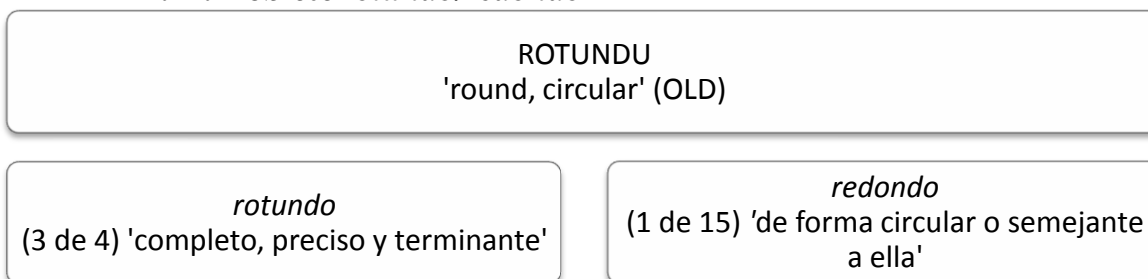 ROTUNDU
'round, circular' (OLD)
rotundo
(3 de 4) 'completo, preciso y terminante'
redondo
(1 de 15) 'de forma circular o semejante
a ella'